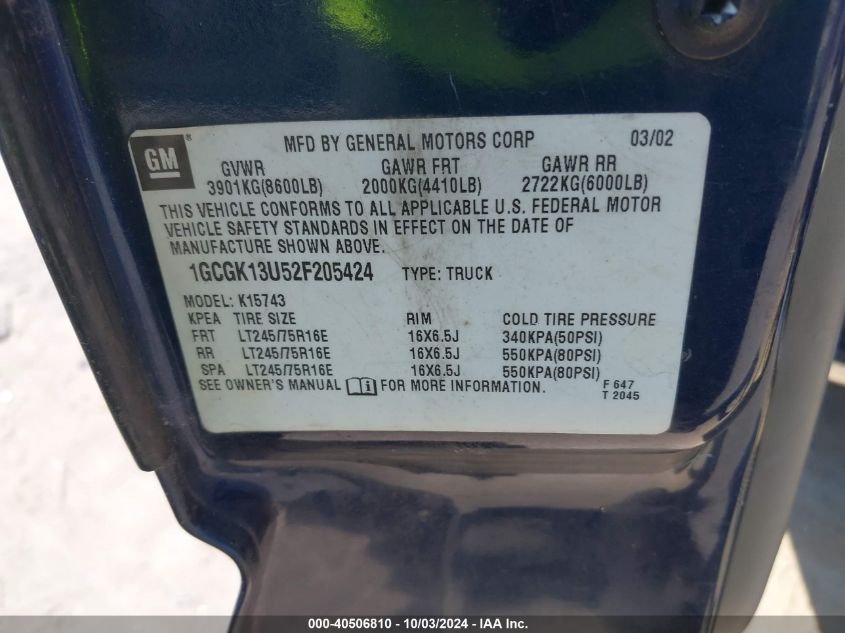 GM ®
MFD BY GENERAL MOTORS CORP 03/02
GVWR GAWR FRT GAWR RR
3901KG(8600LB) 2000KG(4410LB) 2722KG(6000LB)
THIS VEHICLE CONFORMS TO ALL APPLICABLE U.S. FEDERAL MOTOR
VEHICLE SAFETY STANDARDS IN EFFECT ON THE DATE OF
MANUFACTURE SHOWN ABOVE.
1GCGK13U52F205424 TYPE: TRUCK
MODEL: K15743
KPEA TIRE SIZE RIM COLD TIRE PRESSURE
FRT LT245/75R16E 16X6.5J 340KPA(50PSI)
RR LT245/75R16E 16X6.5J 550KPA(80PSI)
SPA LT245/75R16E 16X6.5J 550KPA(80PSI)
SEE OWNER'S MANUAL i FOR MORE INFORMATION.
F 647
T 2045
000-40506810 - 10/03/2024 - IAA Inc.